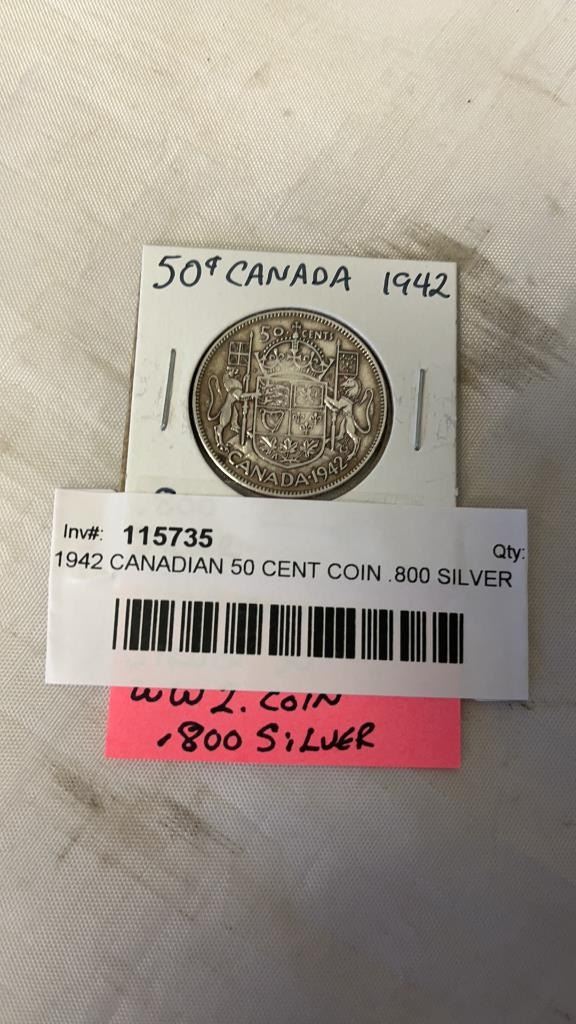 50¢ CANADA 1942
50 CENTS
CANADA·1942
Inv#: 115735 Qty:
1942 CANADIAN 50 CENT COIN .800 SILVER
WW2. COIN
.800 SILVER